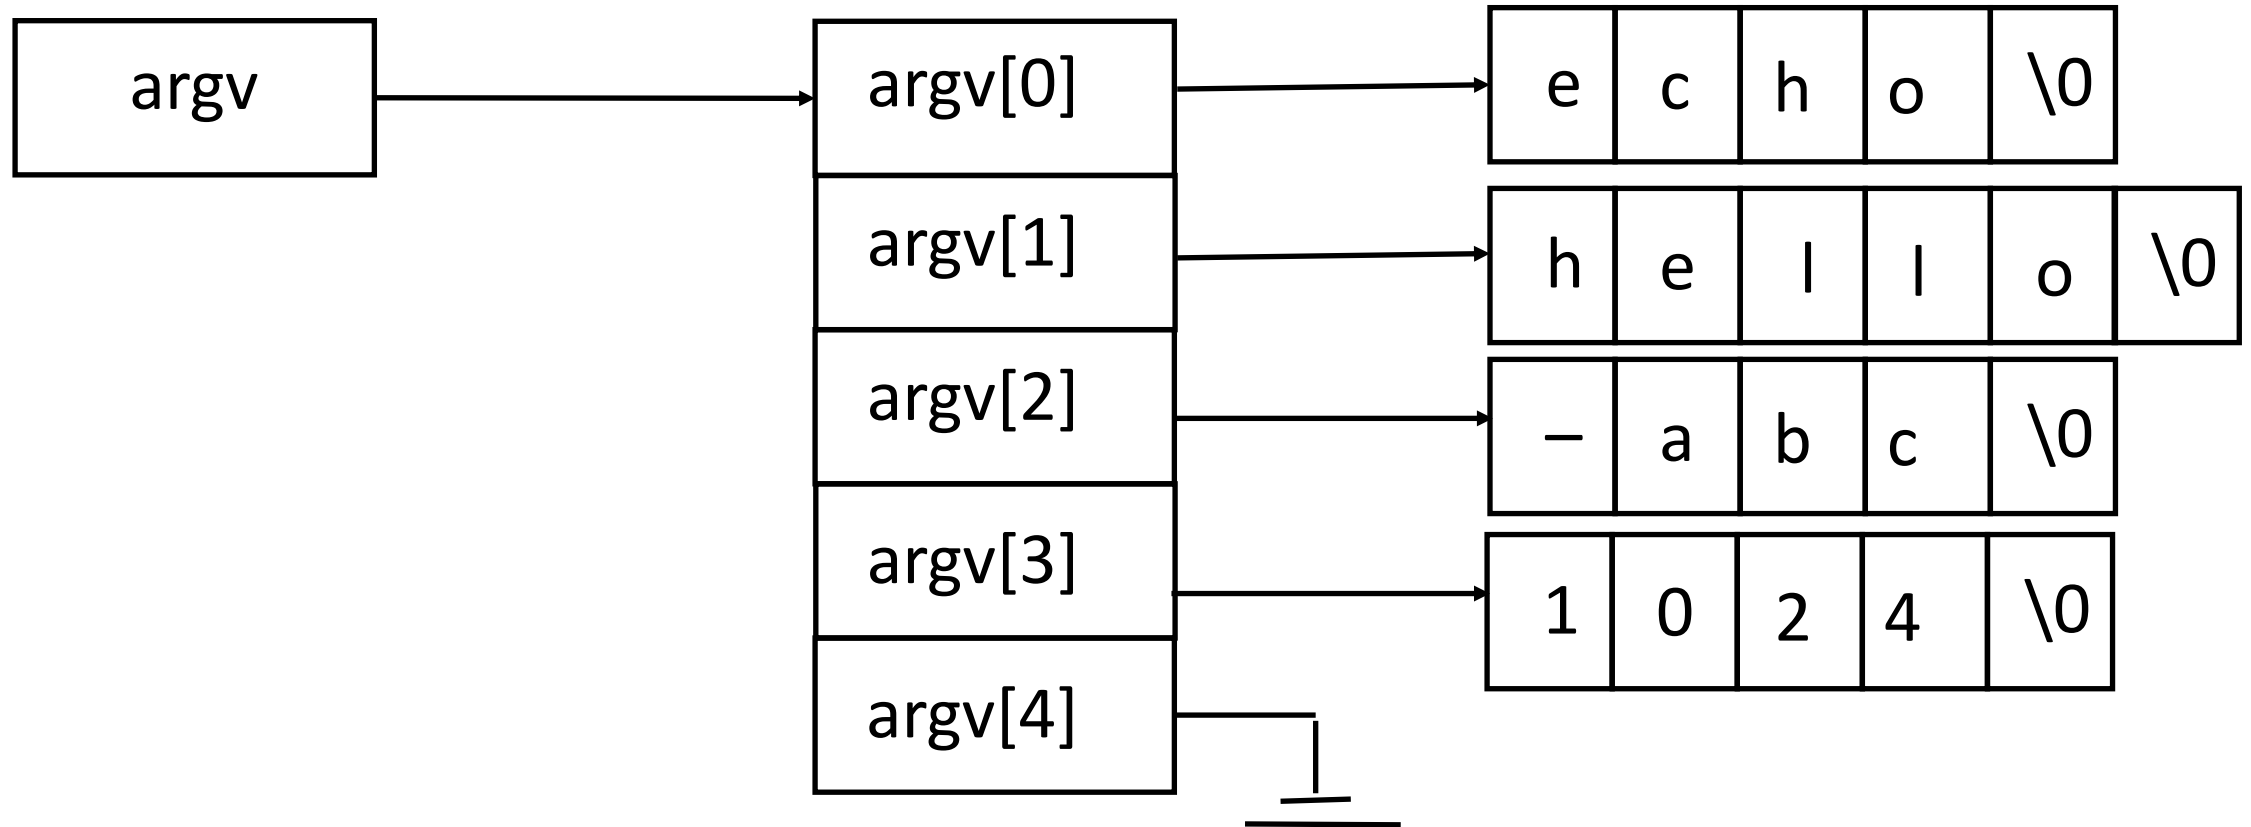 argv
argv[0]
e c h o \0
argv[1]
h e l l o \0
argv[2]
– a b c \0
argv[3]
1 0 2 4 \0
argv[4]